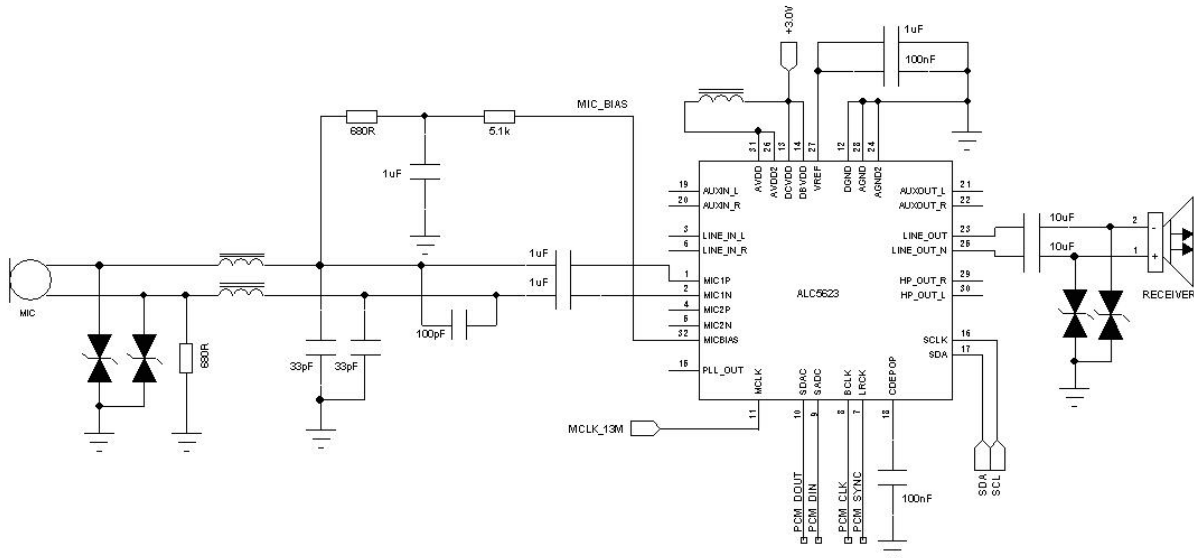 +3.0V
1uF
100nF
MIC_BIAS
680R
5.1k
1uF
31
26
13
14
27
12
28
24
AVDD
AVDD2
DCVDD
DBVDD
VREF
DGND
AGND
AGND2
19
AUXIN_L
AUXOUT_L
21
20
AUXIN_R
AUXOUT_R
22
3
LINE_IN_L
LINE_OUT
23
10uF
2
-
6
LINE_IN_R
LINE_OUT_N
25
10uF
1
+
1uF
1uF
1
MIC1P
HP_OUT_R
29
2
MIC1N
ALC5623
HP_OUT_L
30
RECEIVER
MIC
4
MIC2P
5
MIC2N
32
MICBIAS
SCLK
16
SDA
17
100pF
680R
33pF
33pF
15
PLL_OUT
MCLK
SDAC
SADC
BCLK
LRCK
CDEPOP
11
10
9
8
7
18
MCLK_13M
PCM_DOUT
PCM_DIN
PCM_CLK
PCM_SYNC
100nF
SDA
SCL